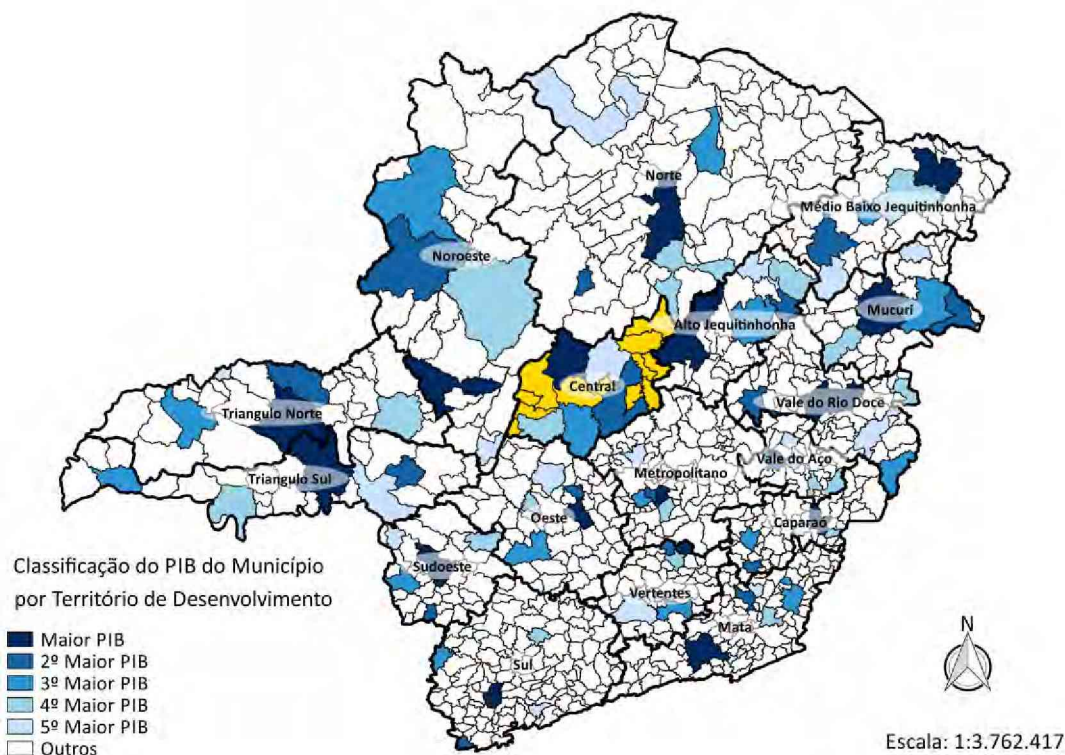 Norte
Médio Baixo Jequitinhonha
Noroeste
Mucuri
Alto Jequitinhonha
Central
Vale do Rio Doce
Triangulo Norte
Vale do Aço
Metropolitano
Triangulo Sul
Oeste
Caparaó
Sudoeste
Vertentes
Mata
Sul
Classificação do PIB do Município
por Território de Desenvolvimento
Maior PIB
2º Maior PIB
3º Maior PIB
4º Maior PIB
5º Maior PIB
Outros
N
Escala: 1:3.762.417